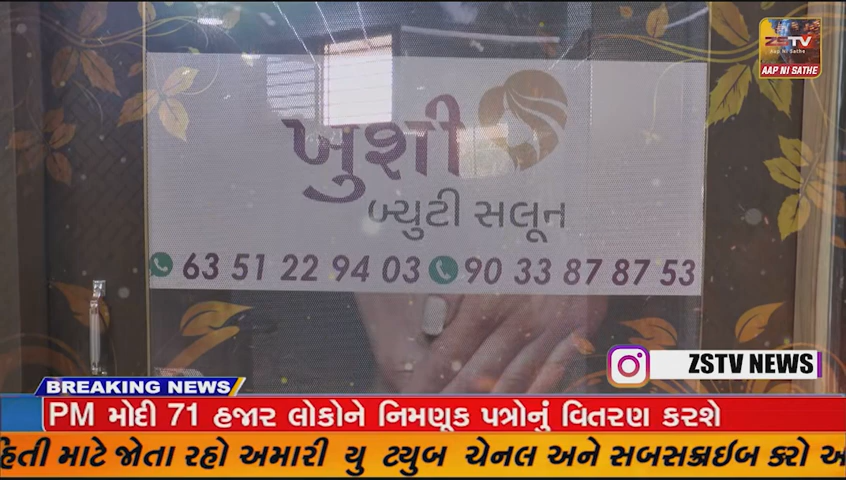 ZSTV
Aap Ni Sathe
AAP NI SATHE
ખુશી
બ્યુટી સલૂન
63 51 22 94 03 90 33 87 87 53
ZSTV NEWS
BREAKING NEWS
PM મોદી 71 હજાર લોકોને નિમણૂક પત્રોનું વિતરણ કરશે
હિતી માટે જોતા રહો અમારી યુ ટ્યુબ ચેનલ અને સબસક્રાઇબ કરો અ